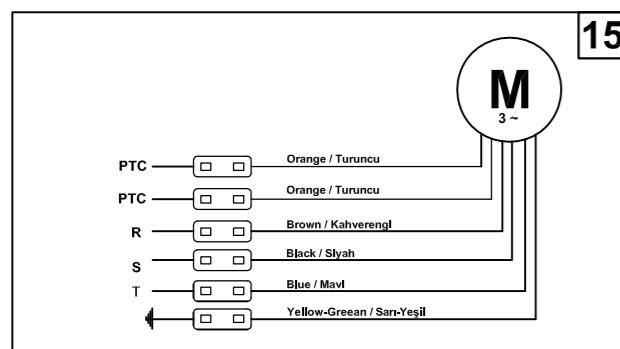 15
M
3 ~
PTC Orange / Turuncu
PTC Orange / Turuncu
R Brown / Kahverengl
S Black / Slyah
T Blue / Mavl
Yellow-Greean / Sarı-Yeşil